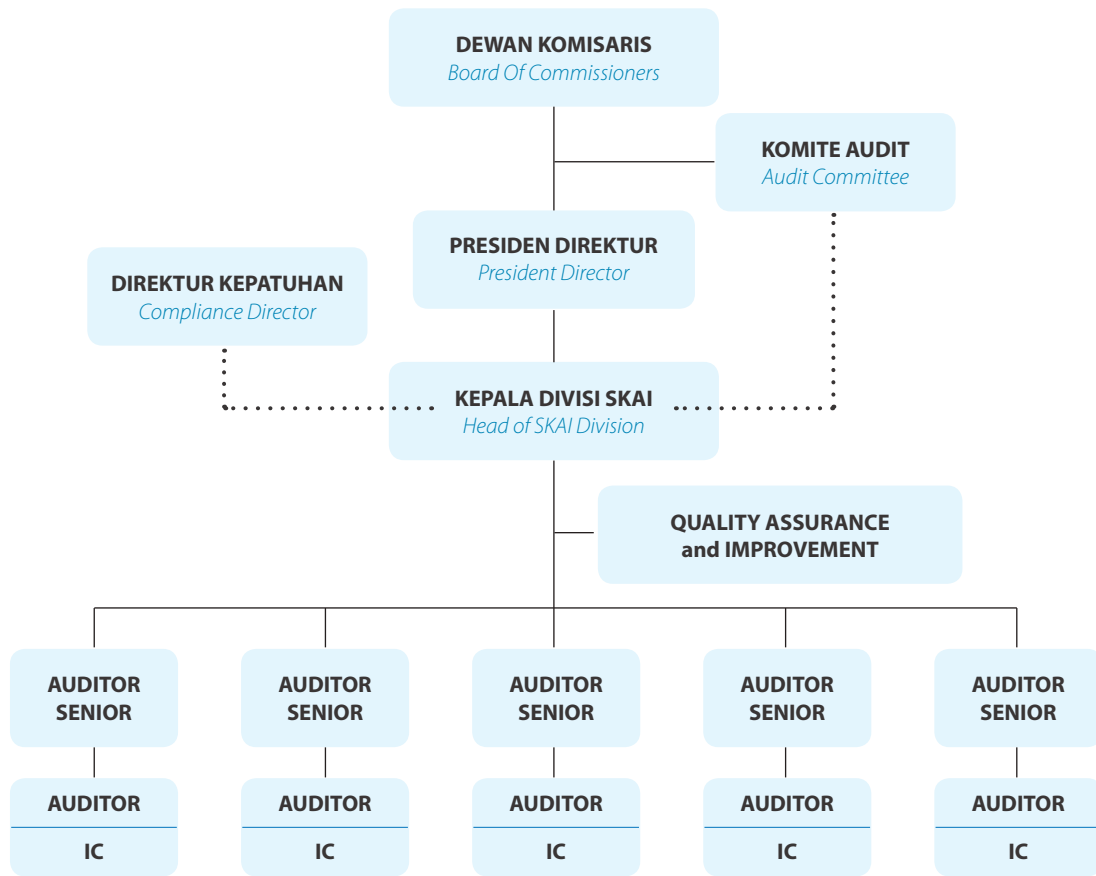 DEWAN KOMISARIS
Board Of Commissioners
KOMITE AUDIT
Audit Committee
PRESIDEN DIREKTUR
President Director
DIREKTUR KEPATUHAN
Compliance Director
KEPALA DIVISI SKAI
Head of SKAI Division
QUALITY ASSURANCE
and IMPROVEMENT
AUDITOR
SENIOR
AUDITOR
SENIOR
AUDITOR
SENIOR
AUDITOR
SENIOR
AUDITOR
SENIOR
AUDITOR
IC
AUDITOR
IC
AUDITOR
IC
AUDITOR
IC
AUDITOR
IC